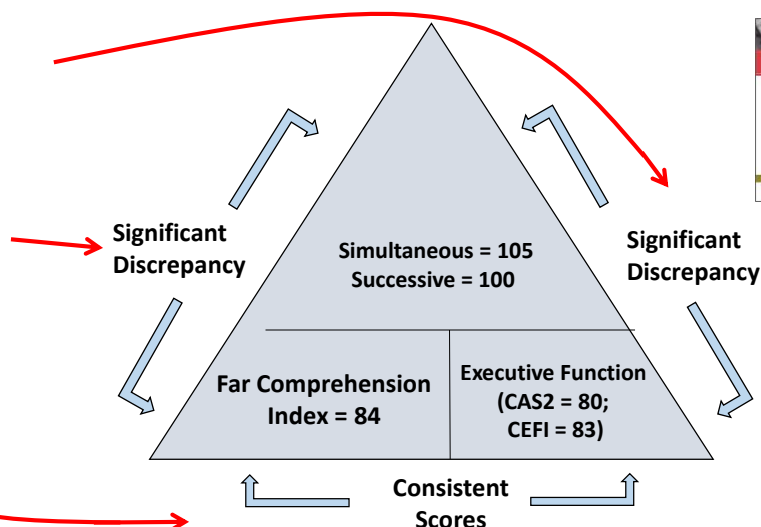 Significant
Discrepancy
Simultaneous = 105
Successive = 100
Significant
Discrepancy
Far Comprehension
Index = 84
Executive Function
(CAS2 = 80;
CEFI = 83)
Consistent
Scores